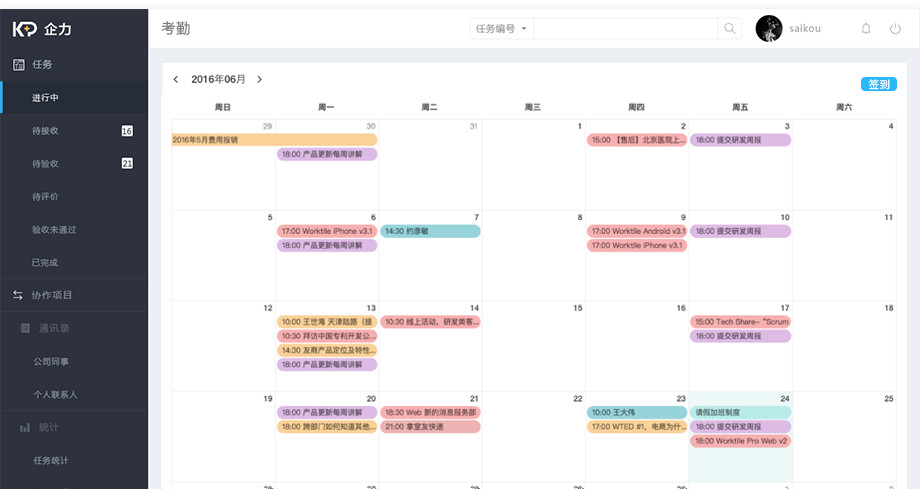 KP 企力
考勤
任务编号
saikou
任务
进行中
待接收 16
待验收 21
待评价
验收未通过
已完成
协作项目
通讯录
公司同事
个人联系人
统计
任务统计
2016年06月
签到
周日 周一 周二 周三 周四 周五 周六
29 30 31 1 2 3 4
2016年5月费用报销
18:00 产品更新每周讲解
15:00 【售后】北京医院上...
18:00 提交研发周报
5 6 7 8 9 10 11
17:00 Worktile iPhone v3.1
18:00 产品更新每周讲解
14:30 约彦敏
17:00 Worktile Android v3.1
17:00 Worktile iPhone v3.1
18:00 提交研发周报
12 13 14 15 16 17 18
10:00 王世海 天津陆路（提
10:30 拜访中国专利开发公...
14:30 友商产品定位及特性...
18:00 产品更新每周讲解
10:30 线上活动，研发类客...
15:00 Tech Share-- "Scrum
18:00 提交研发周报
19 20 21 22 23 24 25
18:00 产品更新每周讲解
18:00 跨部门如何知道其他...
18:30 Web 新的消息服务部
21:00 拿室友快递
10:00 王大伟
17:00 WTED #1，电商为什...
请假加班制度
18:00 提交研发周报
18:00 Worktile Pro Web v2